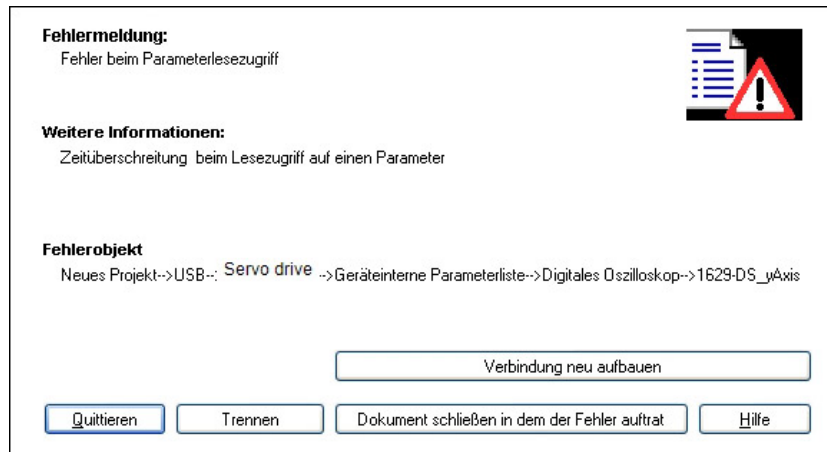 Fehlermeldung:
Fehler beim Parameterlesezugriff
Weitere Informationen:
Zeitüberschreitung beim Lesezugriff auf einen Parameter
Fehlerobjekt
Neues Projekt-->USB--: Servo drive -->Geräteinterne Parameterliste-->Digitales Oszilloskop-->1629-DS_yAxis
Verbindung neu aufbauen
Quittieren Trennen Dokument schließen in dem der Fehler auftrat Hilfe